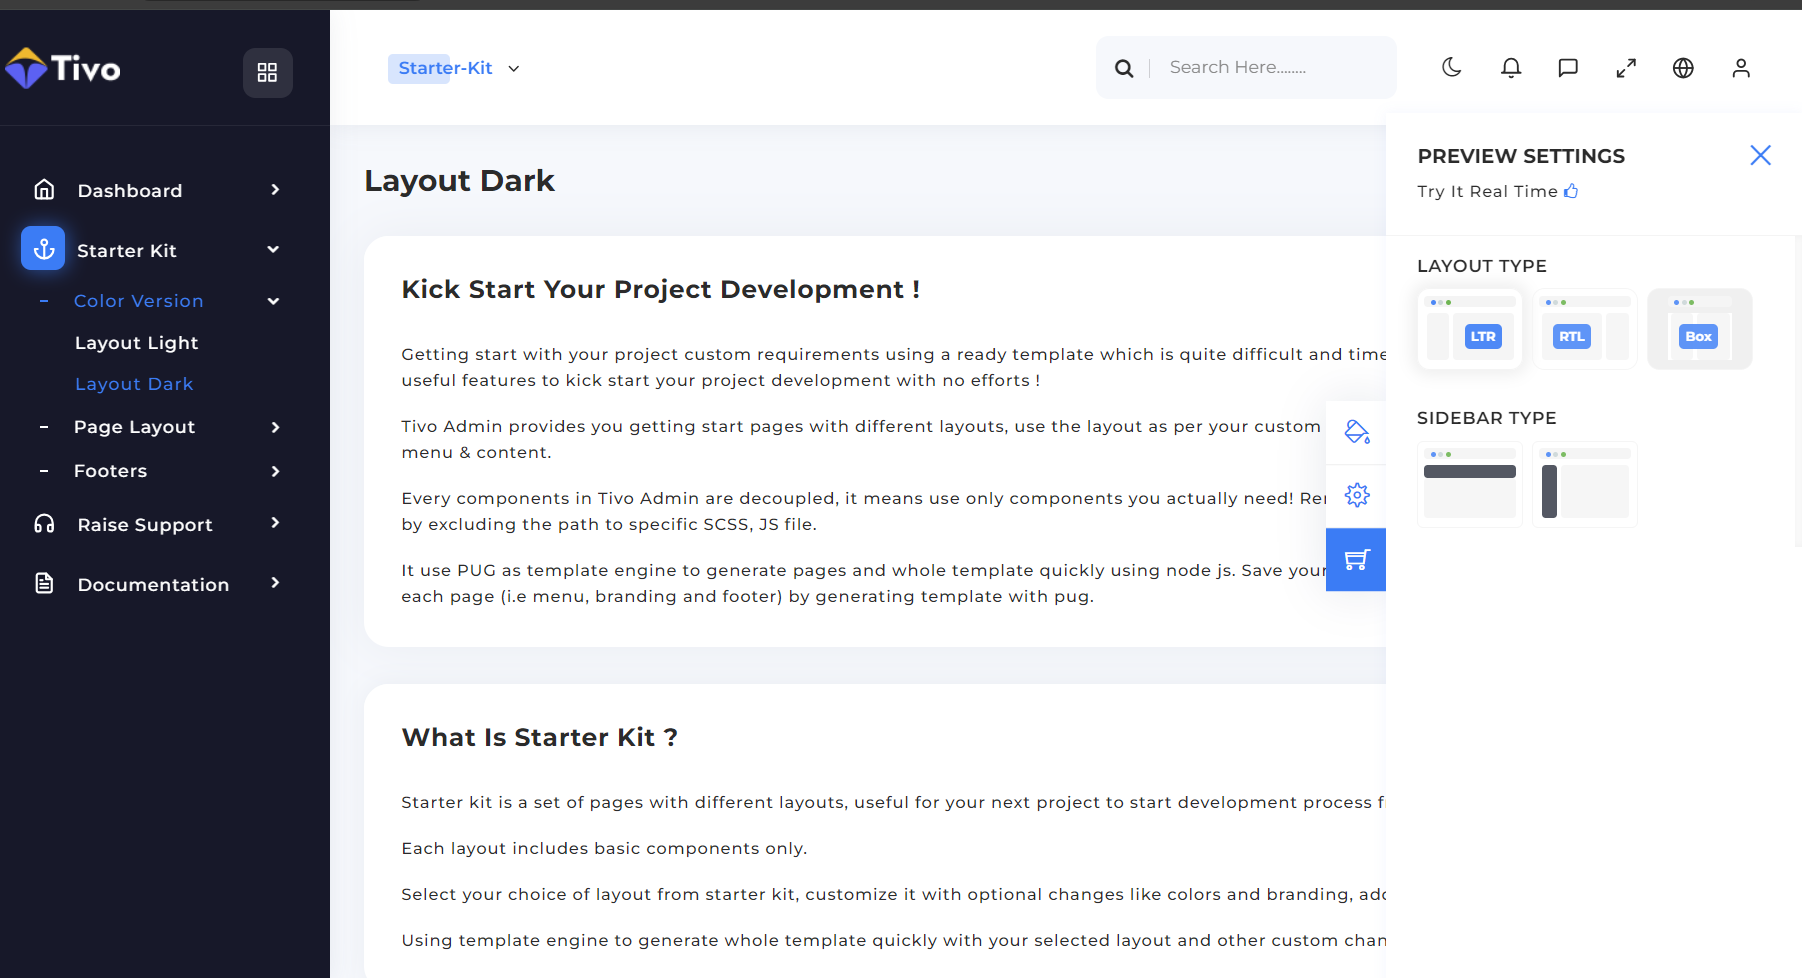 Tivo
Starter-Kit
Search Here........
Dashboard
Starter Kit
Color Version
Layout Light
Layout Dark
Page Layout
Footers
Raise Support
Documentation
Layout Dark
Kick Start Your Project Development !
Getting start with your project custom requirements using a ready template which is quite difficult and time
useful features to kick start your project development with no efforts !
Tivo Admin provides you getting start pages with different layouts, use the layout as per your custom
menu & content.
Every components in Tivo Admin are decoupled, it means use only components you actually need! Rer
by excluding the path to specific SCSS, JS file.
It use PUG as template engine to generate pages and whole template quickly using node js. Save your
each page (i.e menu, branding and footer) by generating template with pug.
What Is Starter Kit ?
Starter kit is a set of pages with different layouts, useful for your next project to start development process f
Each layout includes basic components only.
Select your choice of layout from starter kit, customize it with optional changes like colors and branding, add
Using template engine to generate whole template quickly with your selected layout and other custom chan
PREVIEW SETTINGS
Try It Real Time
LAYOUT TYPE
LTR
RTL
Box
SIDEBAR TYPE